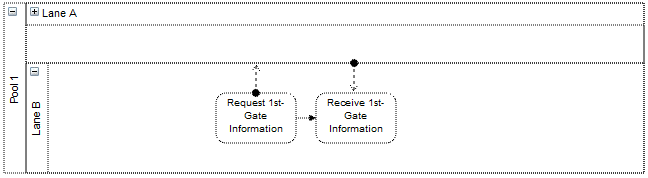 Lane A
Pool 1
Lane B
Request 1st-
Gate
Information
Receive 1st-
Gate
Information